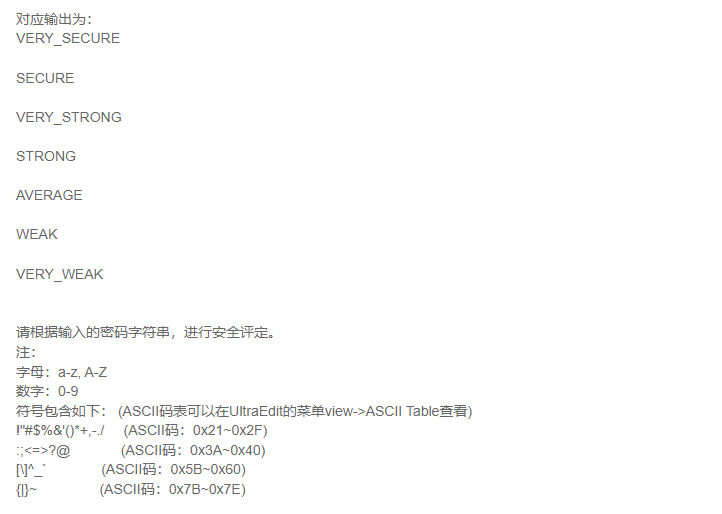 对应输出为:
VERY_SECURE
SECURE
VERY_STRONG
STRONG
AVERAGE
WEAK
VERY_WEAK
请根据输入的密码字符串，进行安全评定。
注：
字母：a-z, A-Z
数字：0-9
符号包含如下： (ASCII码表可以在UltraEdit的菜单view->ASCII Table查看)
!"#$%&'()*+,-./ (ASCII码：0x21~0x2F)
:;<=>?@ (ASCII码：0x3A~0x40)
[\]^_` (ASCII码：0x5B~0x60)
{|}~ (ASCII码：0x7B~0x7E)